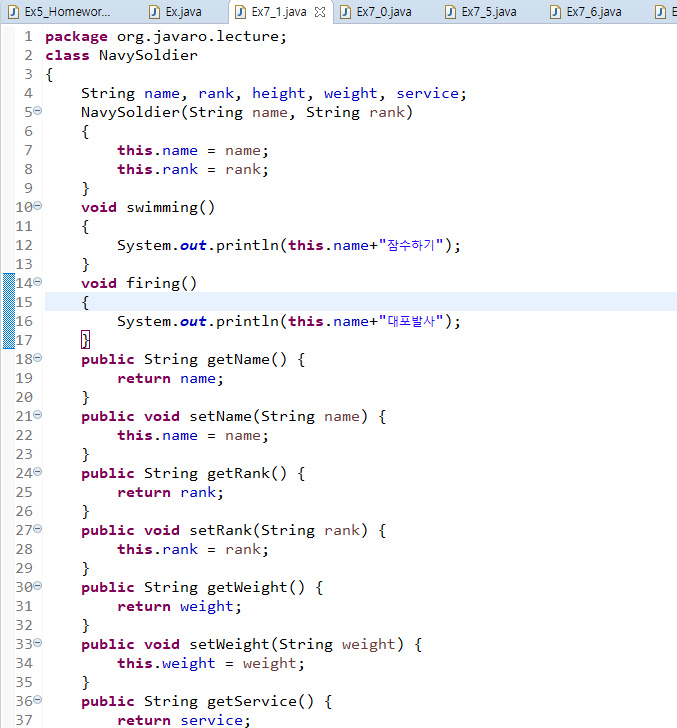 Ex5_Homewor... Ex.java Ex7_1.java Ex7_0.java Ex7_5.java Ex7_6.java E
1 package org.javaro.lecture;
2 class NavySoldier
3 {
4 String name, rank, height, weight, service;
5 NavySoldier(String name, String rank)
6 {
7 this.name = name;
8 this.rank = rank;
9 }
10 void swimming()
11 {
12 System.out.println(this.name+"잠수하기");
13 }
14 void firing()
15 {
16 System.out.println(this.name+"대포발사");
17 }
18 public String getName() {
19 return name;
20 }
21 public void setName(String name) {
22 this.name = name;
23 }
24 public String getRank() {
25 return rank;
26 }
27 public void setRank(String rank) {
28 this.rank = rank;
29 }
30 public String getWeight() {
31 return weight;
32 }
33 public void setWeight(String weight) {
34 this.weight = weight;
35 }
36 public String getService() {
37 return service;